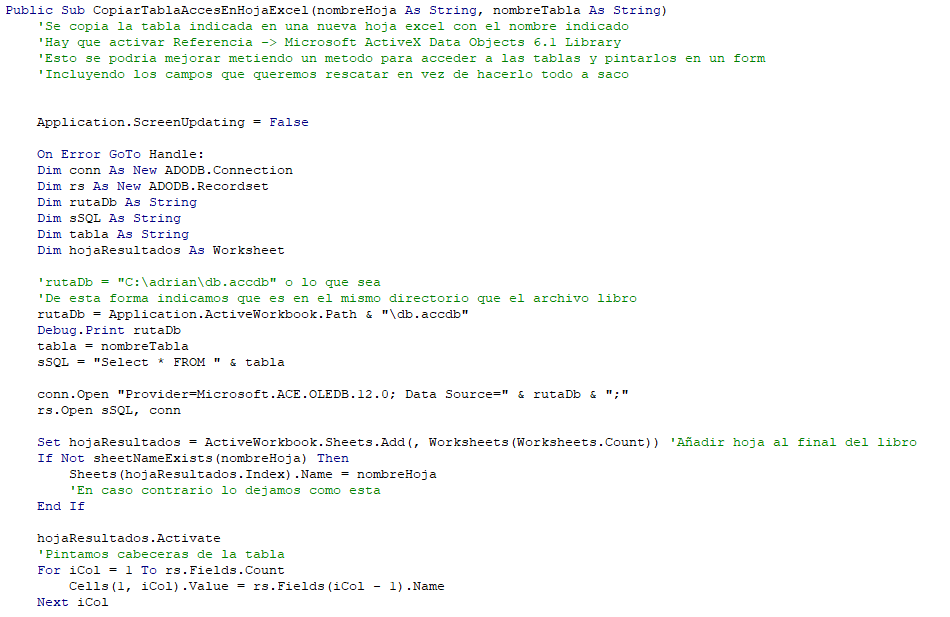 Public Sub CopiarTablaAccesEnHojaExcel(nombreHoja As String, nombreTabla As String)
'Se copia la tabla indicada en una nueva hoja excel con el nombre indicado
'Hay que activar Referencia -> Microsoft ActiveX Data Objects 6.1 Library
'Esto se podria mejorar metiendo un metodo para acceder a las tablas y pintarlos en un form
'Incluyendo los campos que queremos rescatar en vez de hacerlo todo a saco
Application.ScreenUpdating = False
On Error GoTo Handle:
Dim conn As New ADODB.Connection
Dim rs As New ADODB.Recordset
Dim rutaDb As String
Dim sSQL As String
Dim tabla As String
Dim hojaResultados As Worksheet
'rutaDb = "C:\adrian\db.accdb" o lo que sea
'De esta forma indicamos que es en el mismo directorio que el archivo libro
rutaDb = Application.ActiveWorkbook.Path & "\db.accdb"
Debug.Print rutaDb
tabla = nombreTabla
sSQL = "Select * FROM " & tabla
conn.Open "Provider=Microsoft.ACE.OLEDB.12.0; Data Source=" & rutaDb & ";"
rs.Open sSQL, conn
Set hojaResultados = ActiveWorkbook.Sheets.Add(, Worksheets(Worksheets.Count)) 'Añadir hoja al final del libro
If Not sheetNameExists(nombreHoja) Then
Sheets(hojaResultados.Index).Name = nombreHoja
'En caso contrario lo dejamos como esta
End If
hojaResultados.Activate
'Pintamos cabeceras de la tabla
For iCol = 1 To rs.Fields.Count
Cells(1, iCol).Value = rs.Fields(iCol - 1).Name
Next iCol